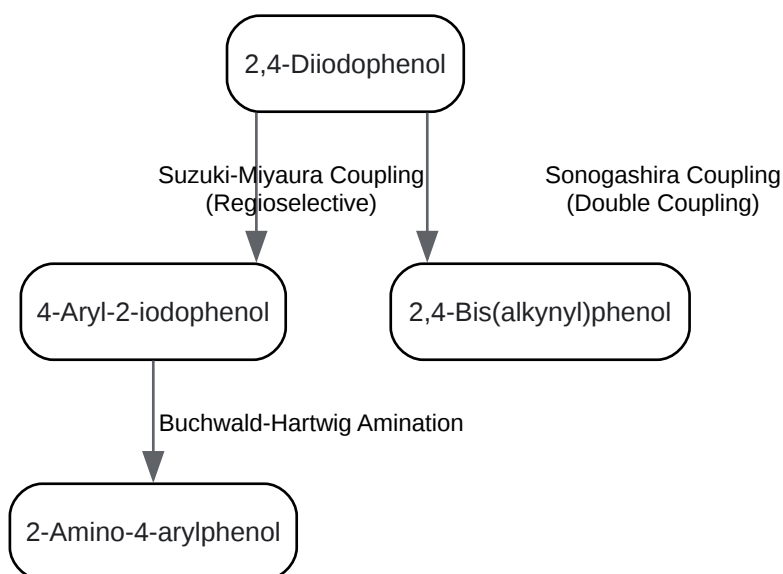 2,4-Diiodophenol
Suzuki-Miyaura Coupling
(Regioselective)
Sonogashira Coupling
(Double Coupling)
4-Aryl-2-iodophenol
2,4-Bis(alkynyl)phenol
Buchwald-Hartwig Amination
2-Amino-4-arylphenol